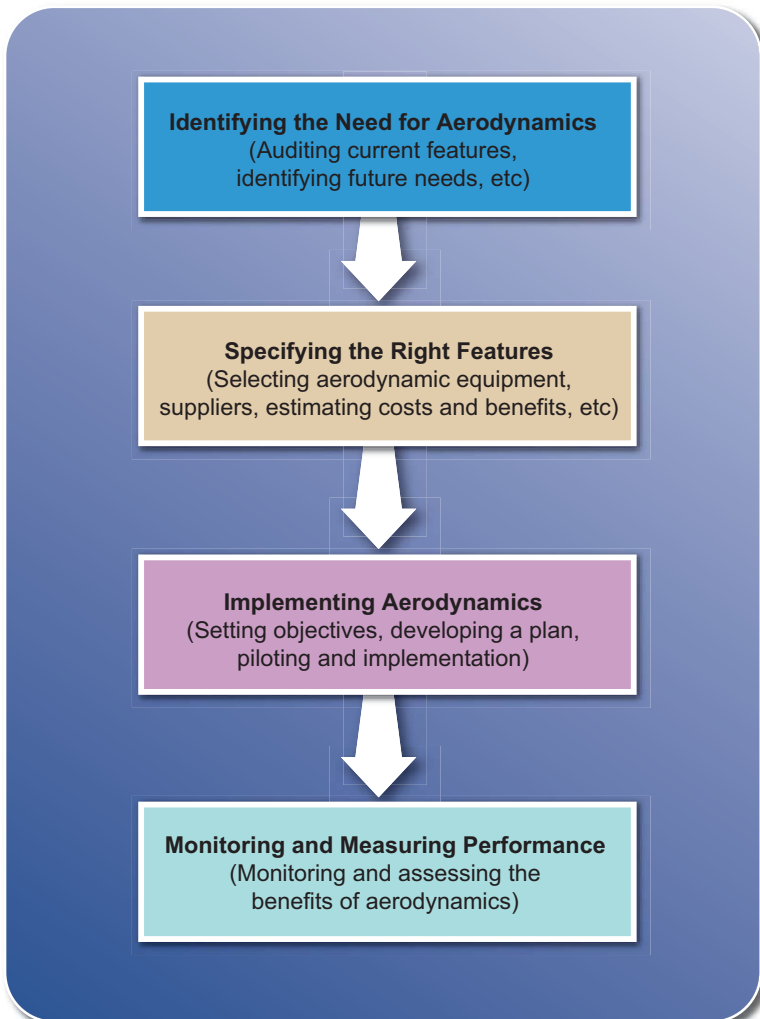 Identifying the Need for Aerodynamics
(Auditing current features,
identifying future needs, etc)
Specifying the Right Features
(Selecting aerodynamic equipment,
suppliers, estimating costs and benefits, etc)
Implementing Aerodynamics
(Setting objectives, developing a plan,
piloting and implementation)
Monitoring and Measuring Performance
(Monitoring and assessing the
benefits of aerodynamics)